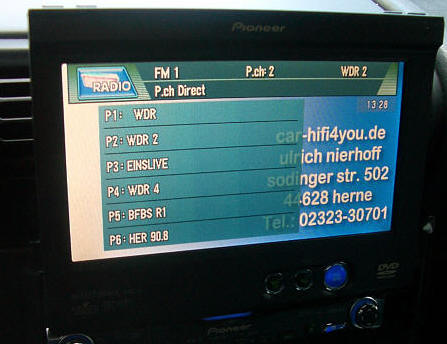 Pioneer
RADIO
FM 1 P.ch: 2 WDR 2
P.ch Direct
13:28
P1: WDR
P2: WDR 2
P3: EINSLIVE
P4: WDR 4
P5: BFBS R1
P6: HER 90.8
car-hifi4you.de
ulrich nierhoff
sodinger str. 502
44628 herne
Tel.: 02323-30701
DVD
Pioneer